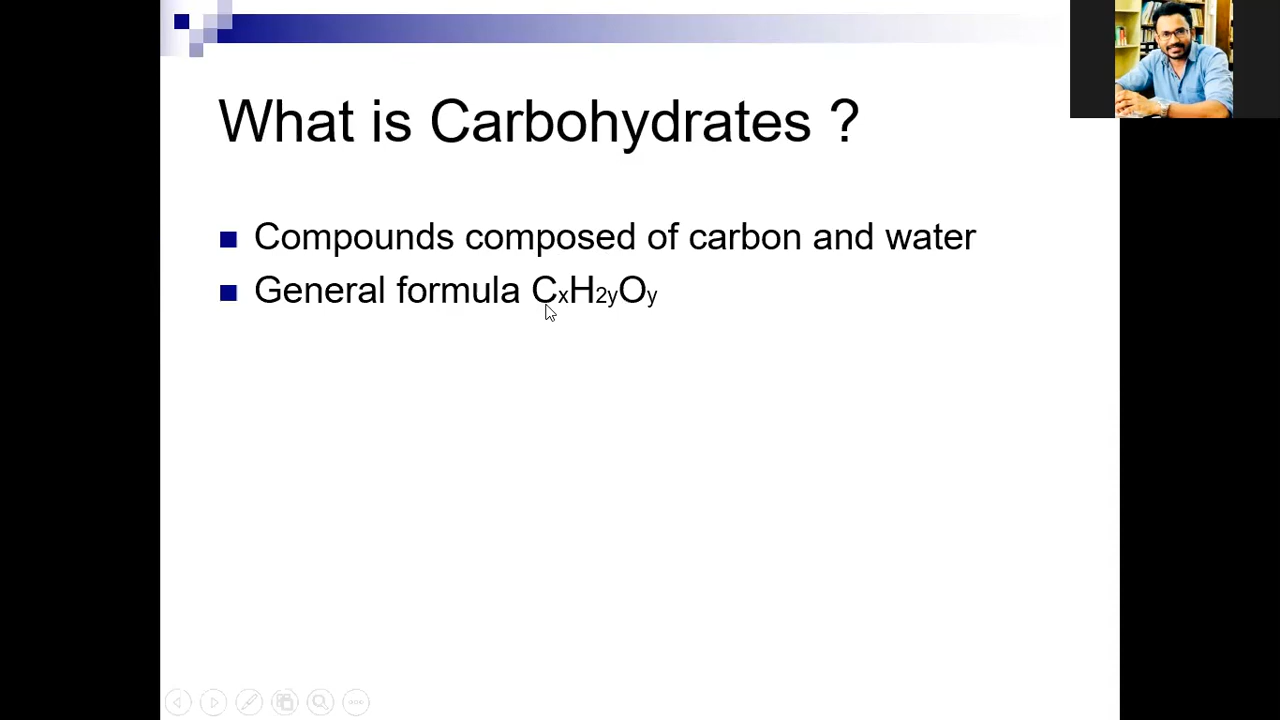 What is Carbohydrates ?
Compounds composed of carbon and water
General formula CxH2yOy